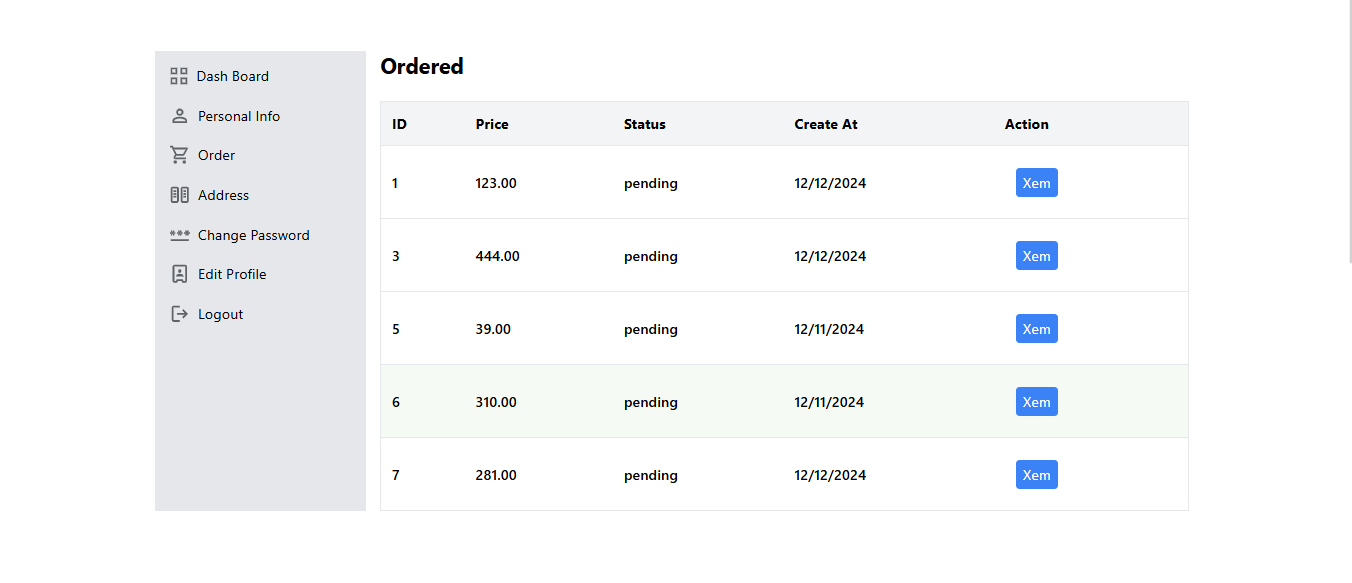 Dash Board
Personal Info
Order
Address
Change Password
Edit Profile
Logout
Ordered
ID Price Status Create At Action
1 123.00 pending 12/12/2024 Xem
3 444.00 pending 12/12/2024 Xem
5 39.00 pending 12/11/2024 Xem
6 310.00 pending 12/11/2024 Xem
7 281.00 pending 12/12/2024 Xem